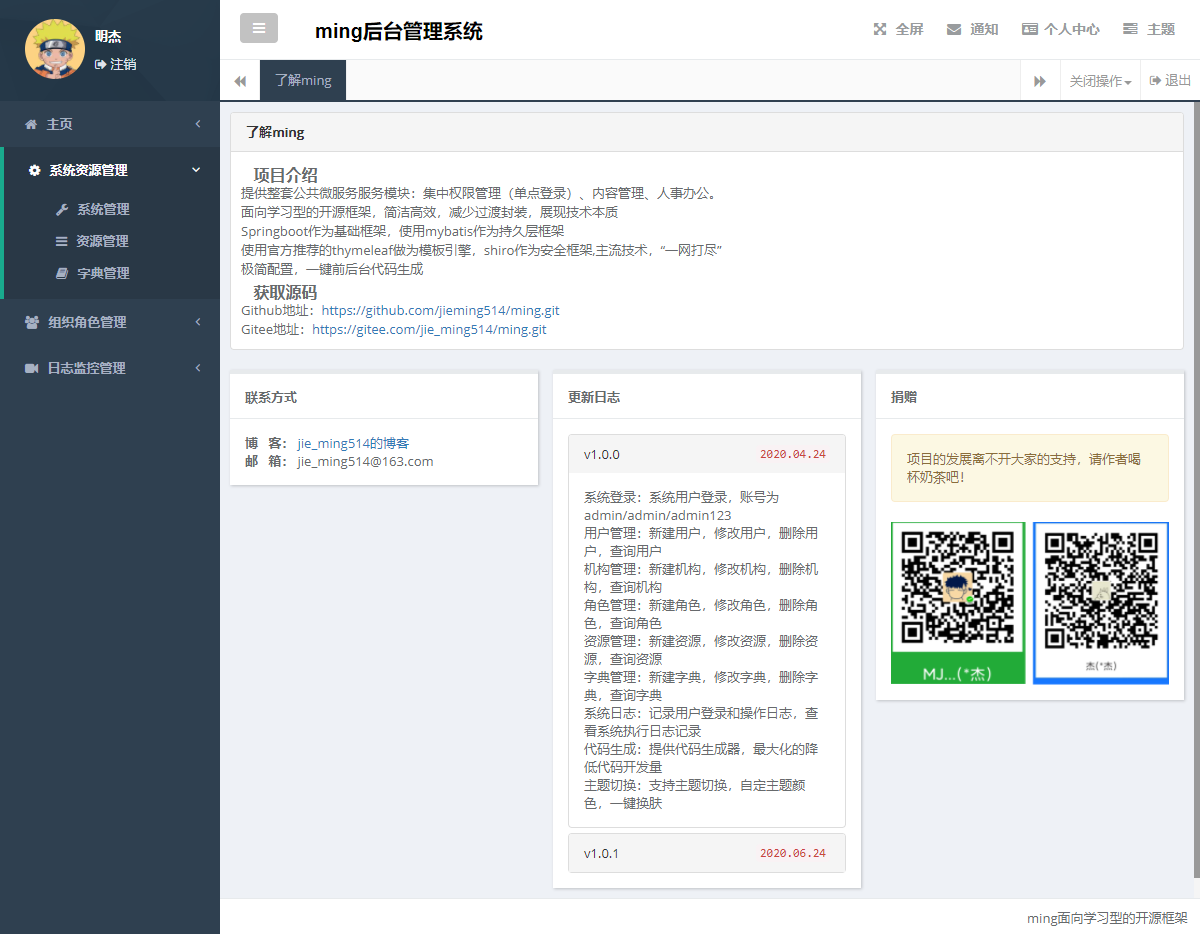 明杰
注销
主页
系统资源管理
系统管理
资源管理
字典管理
组织角色管理
日志监控管理
ming后台管理系统
全屏
通知
个人中心
主题
了解ming
关闭操作
退出
了解ming
项目介绍
提供整套公共微服务服务模块：集中权限管理（单点登录）、内容管理、人事办公。
面向学习型的开源框架，简洁高效，减少过渡封装，展现技术本质
Springboot作为基础框架，使用mybatis作为持久层框架
使用官方推荐的thymeleaf做为模板引擎，shiro作为安全框架,主流技术，“一网打尽”
极简配置，一键前后台代码生成
获取源码
Github地址：https://github.com/jieming514/ming.git
Gitee地址：https://gitee.com/jie_ming514/ming.git
联系方式
博 客：jie_ming514的博客
邮 箱：jie_ming514@163.com
更新日志
v1.0.0 2020.04.24
系统登录：系统用户登录，账号为
admin/admin/admin123
用户管理：新建用户，修改用户，删除用
户，查询用户
机构管理：新建机构，修改机构，删除机
构，查询机构
角色管理：新建角色，修改角色，删除角
色，查询角色
资源管理：新建资源，修改资源，删除资
源，查询资源
字典管理：新建字典，修改字典，删除字
典，查询字典
系统日志：记录用户登录和操作日志，查
看系统执行日志记录
代码生成：提供代码生成器，最大化的降
低代码开发量
主题切换：支持主题切换，自定主题颜
色，一键换肤
v1.0.1 2020.06.24
捐赠
项目的发展离不开大家的支持，请作者喝
杯奶茶吧！
MJ...(*杰)
杰(*杰)
ming面向学习型的开源框架